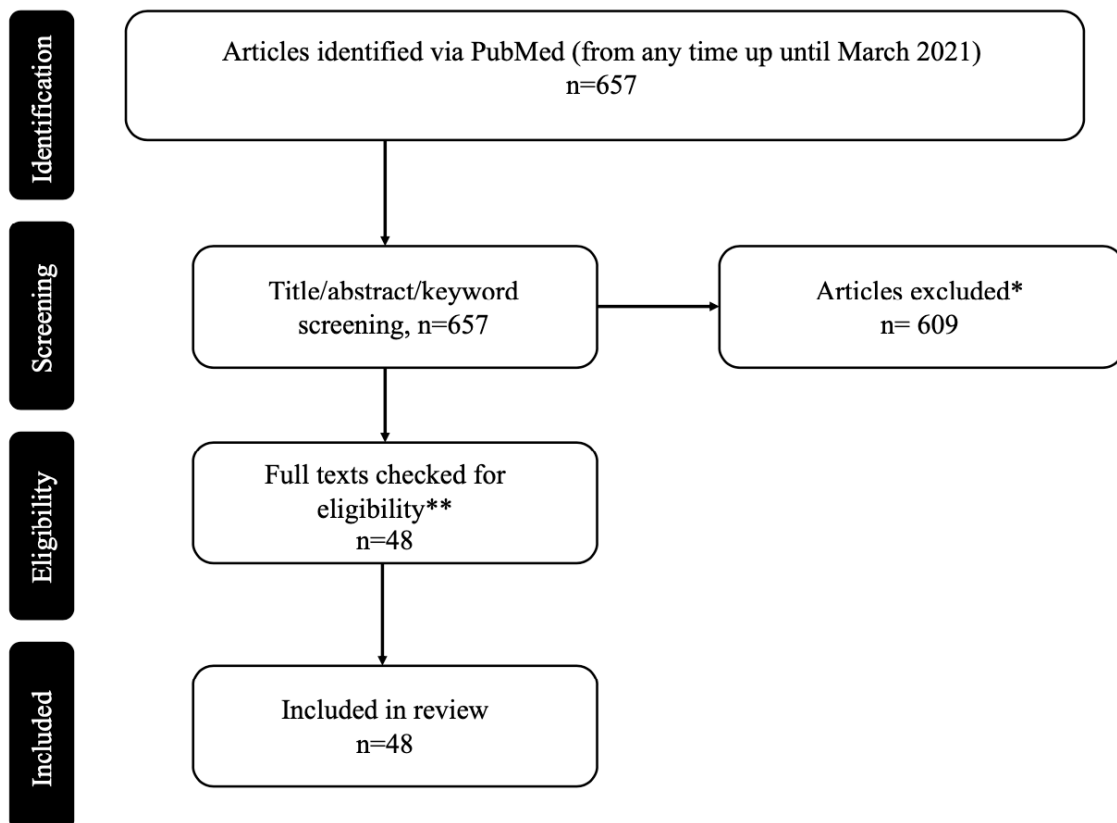 Identification
Articles identified via PubMed (from any time up until March 2021)
n=657
Screening
Title/abstract/keyword
screening, n=657
Articles excluded*
n= 609
Eligibility
Full texts checked for
eligibility**
n=48
Included
Included in review
n=48